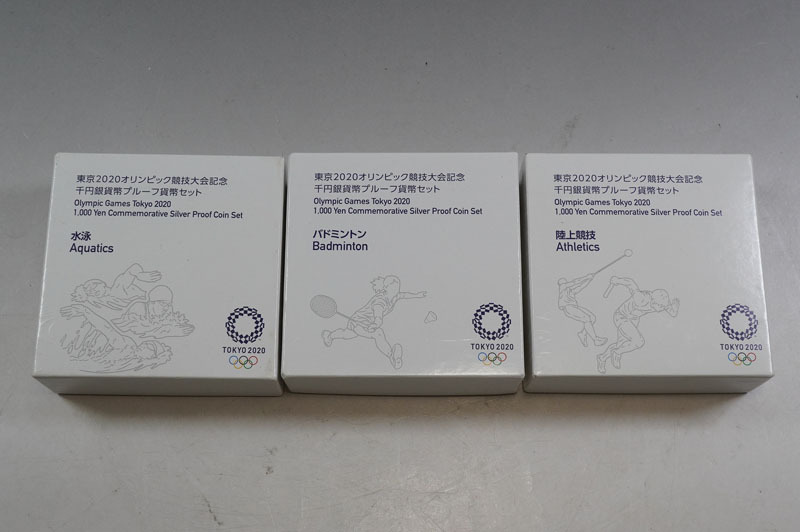 東京2020オリンピック競技大会記念
千円銀貨幣プルーフ貨幣セット
Olympic Games Tokyo 2020
1,000 Yen Commemorative Silver Proof Coin Set
水泳
Aquatics
TOKYO 2020
東京2020オリンピック競技大会記念
千円銀貨幣プルーフ貨幣セット
Olympic Games Tokyo 2020
1,000 Yen Commemorative Silver Proof Coin Set
バドミントン
Badminton
TOKYO 2020
東京2020オリンピック競技大会記念
千円銀貨幣プルーフ貨幣セット
Olympic Games Tokyo 2020
1,000 Yen Commemorative Silver Proof Coin Set
陸上競技
Athletics
TOKYO 2020